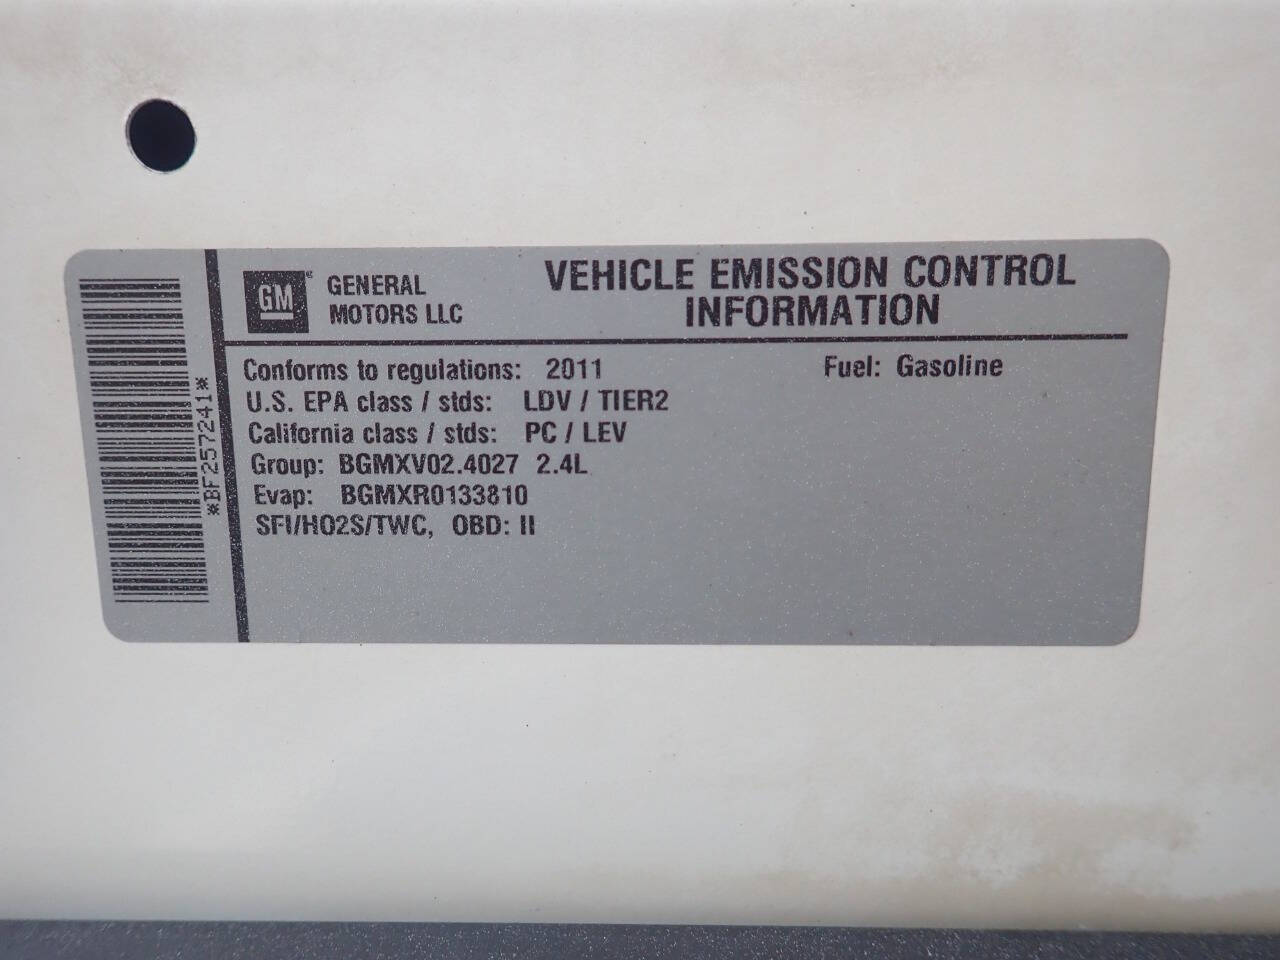 GM
GENERAL
MOTORS LLC
VEHICLE EMISSION CONTROL
INFORMATION
Conforms to regulations: 2011 Fuel: Gasoline
U.S. EPA class / stds: LDV / TIER2
California class / stds: PC / LEV
Group: BGMXV02.4027 2.4L
Evap: BGMXR0133810
SFI/HO2S/TWC, OBD: II
*BF257241*